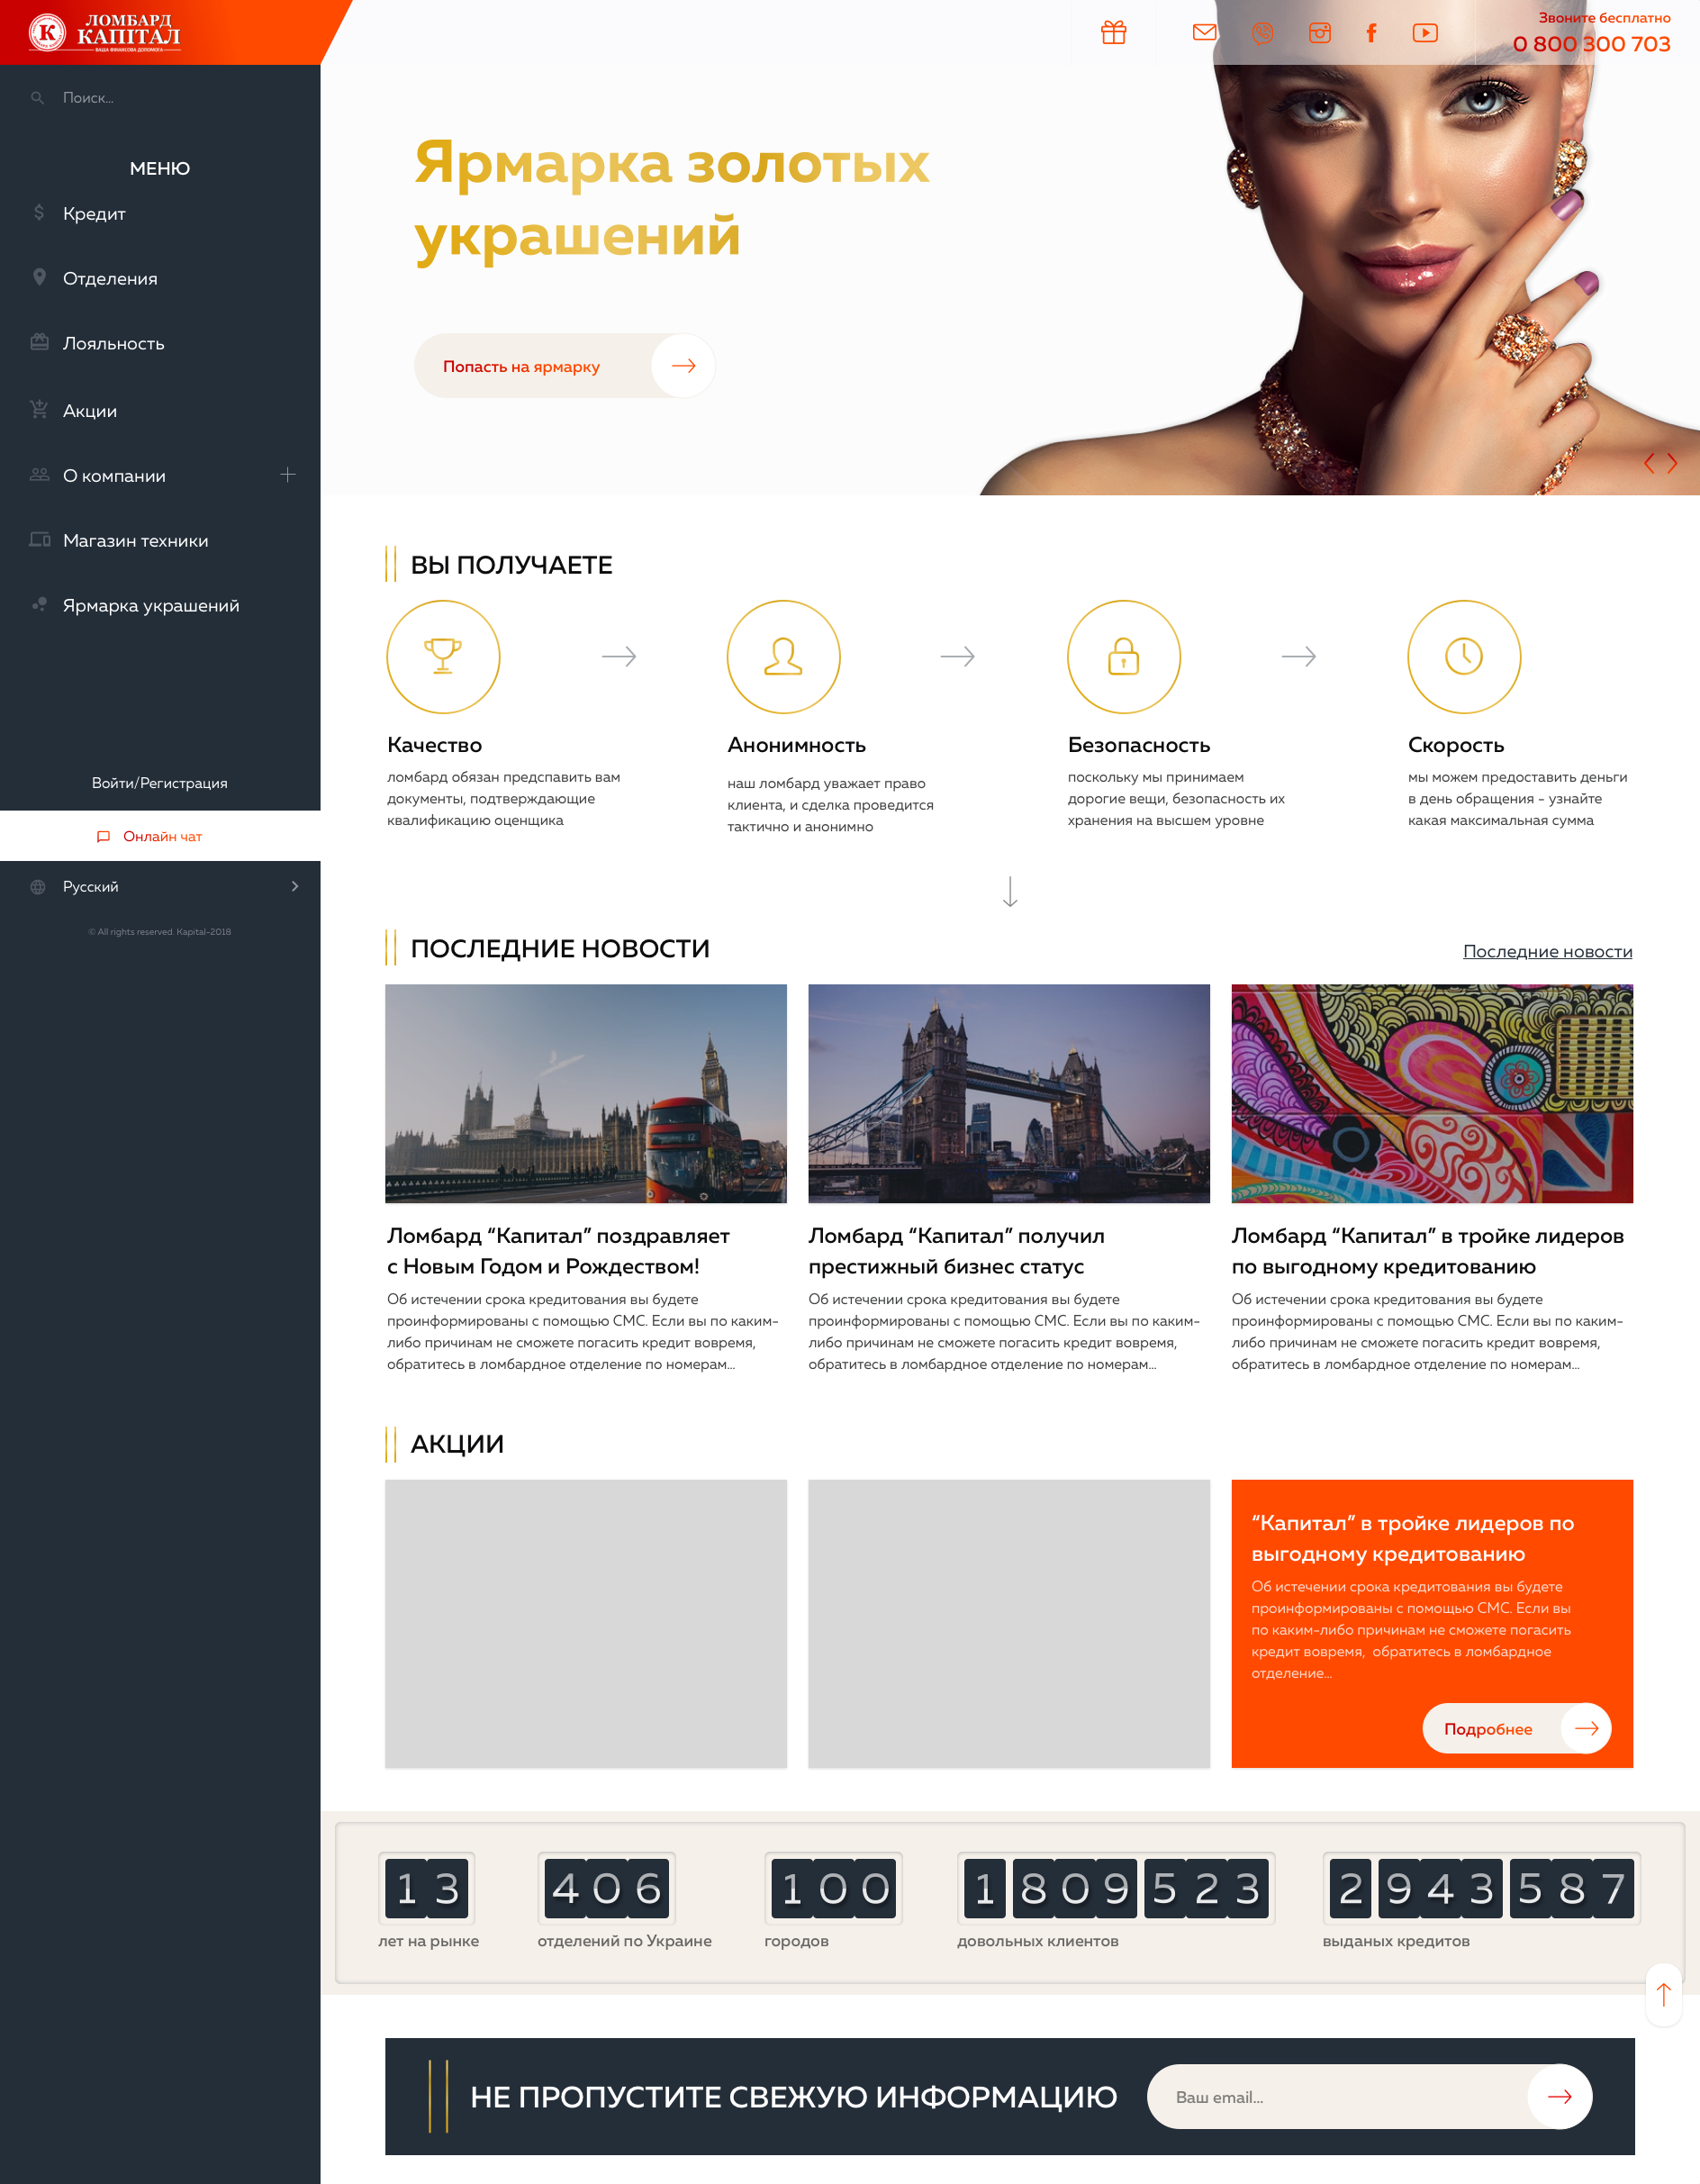 ЛОМБАРД
КАПІТАЛ
ВАША ФІНАНСОВА ДОПОМОГА
Звоните бесплатно
0 800 300 703
Поиск...
МЕНЮ
Кредит
Отделения
Лояльность
Акции
О компании
Магазин техники
Ярмарка украшений
Войти/Регистрация
Онлайн чат
Русский
© All rights reserved. Kapital-2018
Ярмарка золотых
украшений
Попасть на ярмарку
ВЫ ПОЛУЧАЕТЕ
Качество
ломбард обязан предспавить вам
документы, подтверждающие
квалификацию оценщика
Анонимность
наш ломбард уважает право
клиента, и сделка проведится
тактично и анонимно
Безопасность
поскольку мы принимаем
дорогие вещи, безопасность их
хранения на высшем уровне
Скорость
мы можем предоставить деньги
в день обращения - узнайте
какая максимальная сумма
ПОСЛЕДНИЕ НОВОСТИ
Последние новости
12
Ломбард “Капитал” поздравляет
с Новым Годом и Рождеством!
Об истечении срока кредитования вы будете
проинформированы с помощью СМС. Если вы по каким-
либо причинам не сможете погасить кредит вовремя,
обратитесь в ломбардное отделение по номерам...
Ломбард “Капитал” получил
престижный бизнес статус
Об истечении срока кредитования вы будете
проинформированы с помощью СМС. Если вы по каким-
либо причинам не сможете погасить кредит вовремя,
обратитесь в ломбардное отделение по номерам...
Ломбард “Капитал” в тройке лидеров
по выгодному кредитованию
Об истечении срока кредитования вы будете
проинформированы с помощью СМС. Если вы по каким-
либо причинам не сможете погасить кредит вовремя,
обратитесь в ломбардное отделение по номерам...
АКЦИИ
“Капитал” в тройке лидеров по
выгодному кредитованию
Об истечении срока кредитования вы будете
проинформированы с помощью СМС. Если вы
по каким-либо причинам не сможете погасить
кредит вовремя, обратитесь в ломбардное
отделение...
Подробнее
13
лет на рынке
406
отделений по Украине
100
городов
1 809 523
довольных клиентов
2 943 587
выданых кредитов
НЕ ПРОПУСТИТЕ СВЕЖУЮ ИНФОРМАЦИЮ
Ваш email...